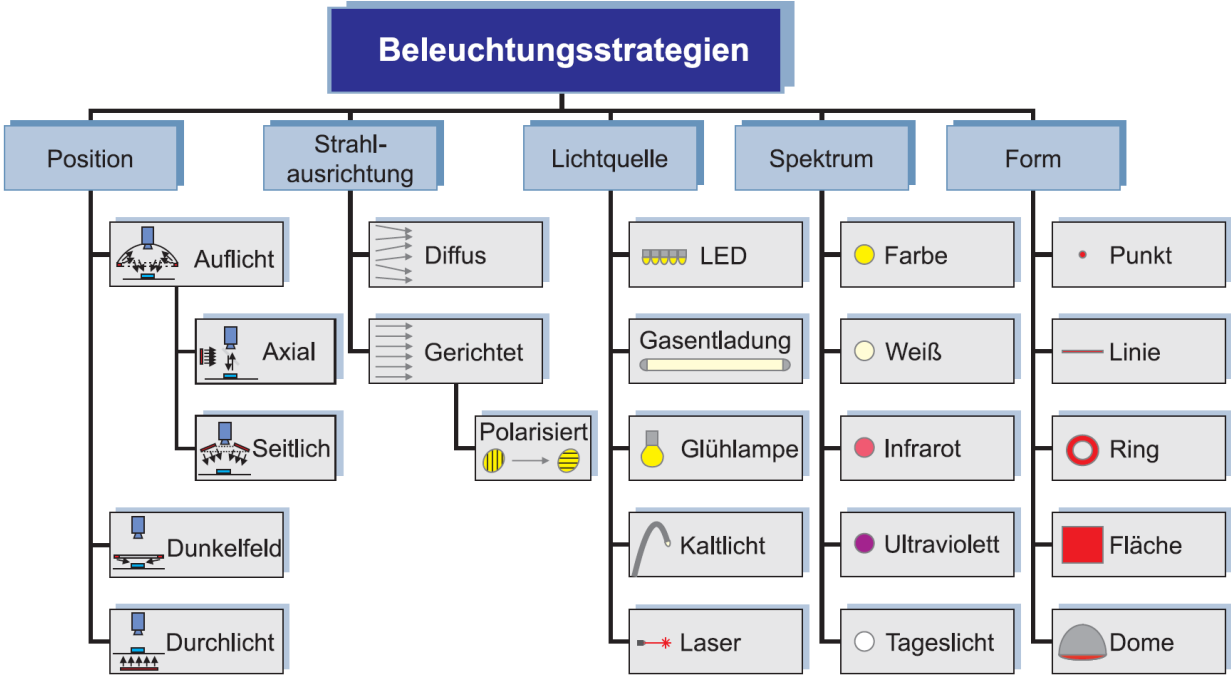 Beleuchtungsstrategien
Position
Strahl-
ausrichtung
Lichtquelle
Spektrum
Form
Auflicht
Axial
Seitlich
Dunkelfeld
Durchlicht
Diffus
Gerichtet
Polarisiert
LED
Gasentladung
Glühlampe
Kaltlicht
Laser
Farbe
Weiß
Infrarot
Ultraviolett
Tageslicht
Punkt
Linie
Ring
Fläche
Dome